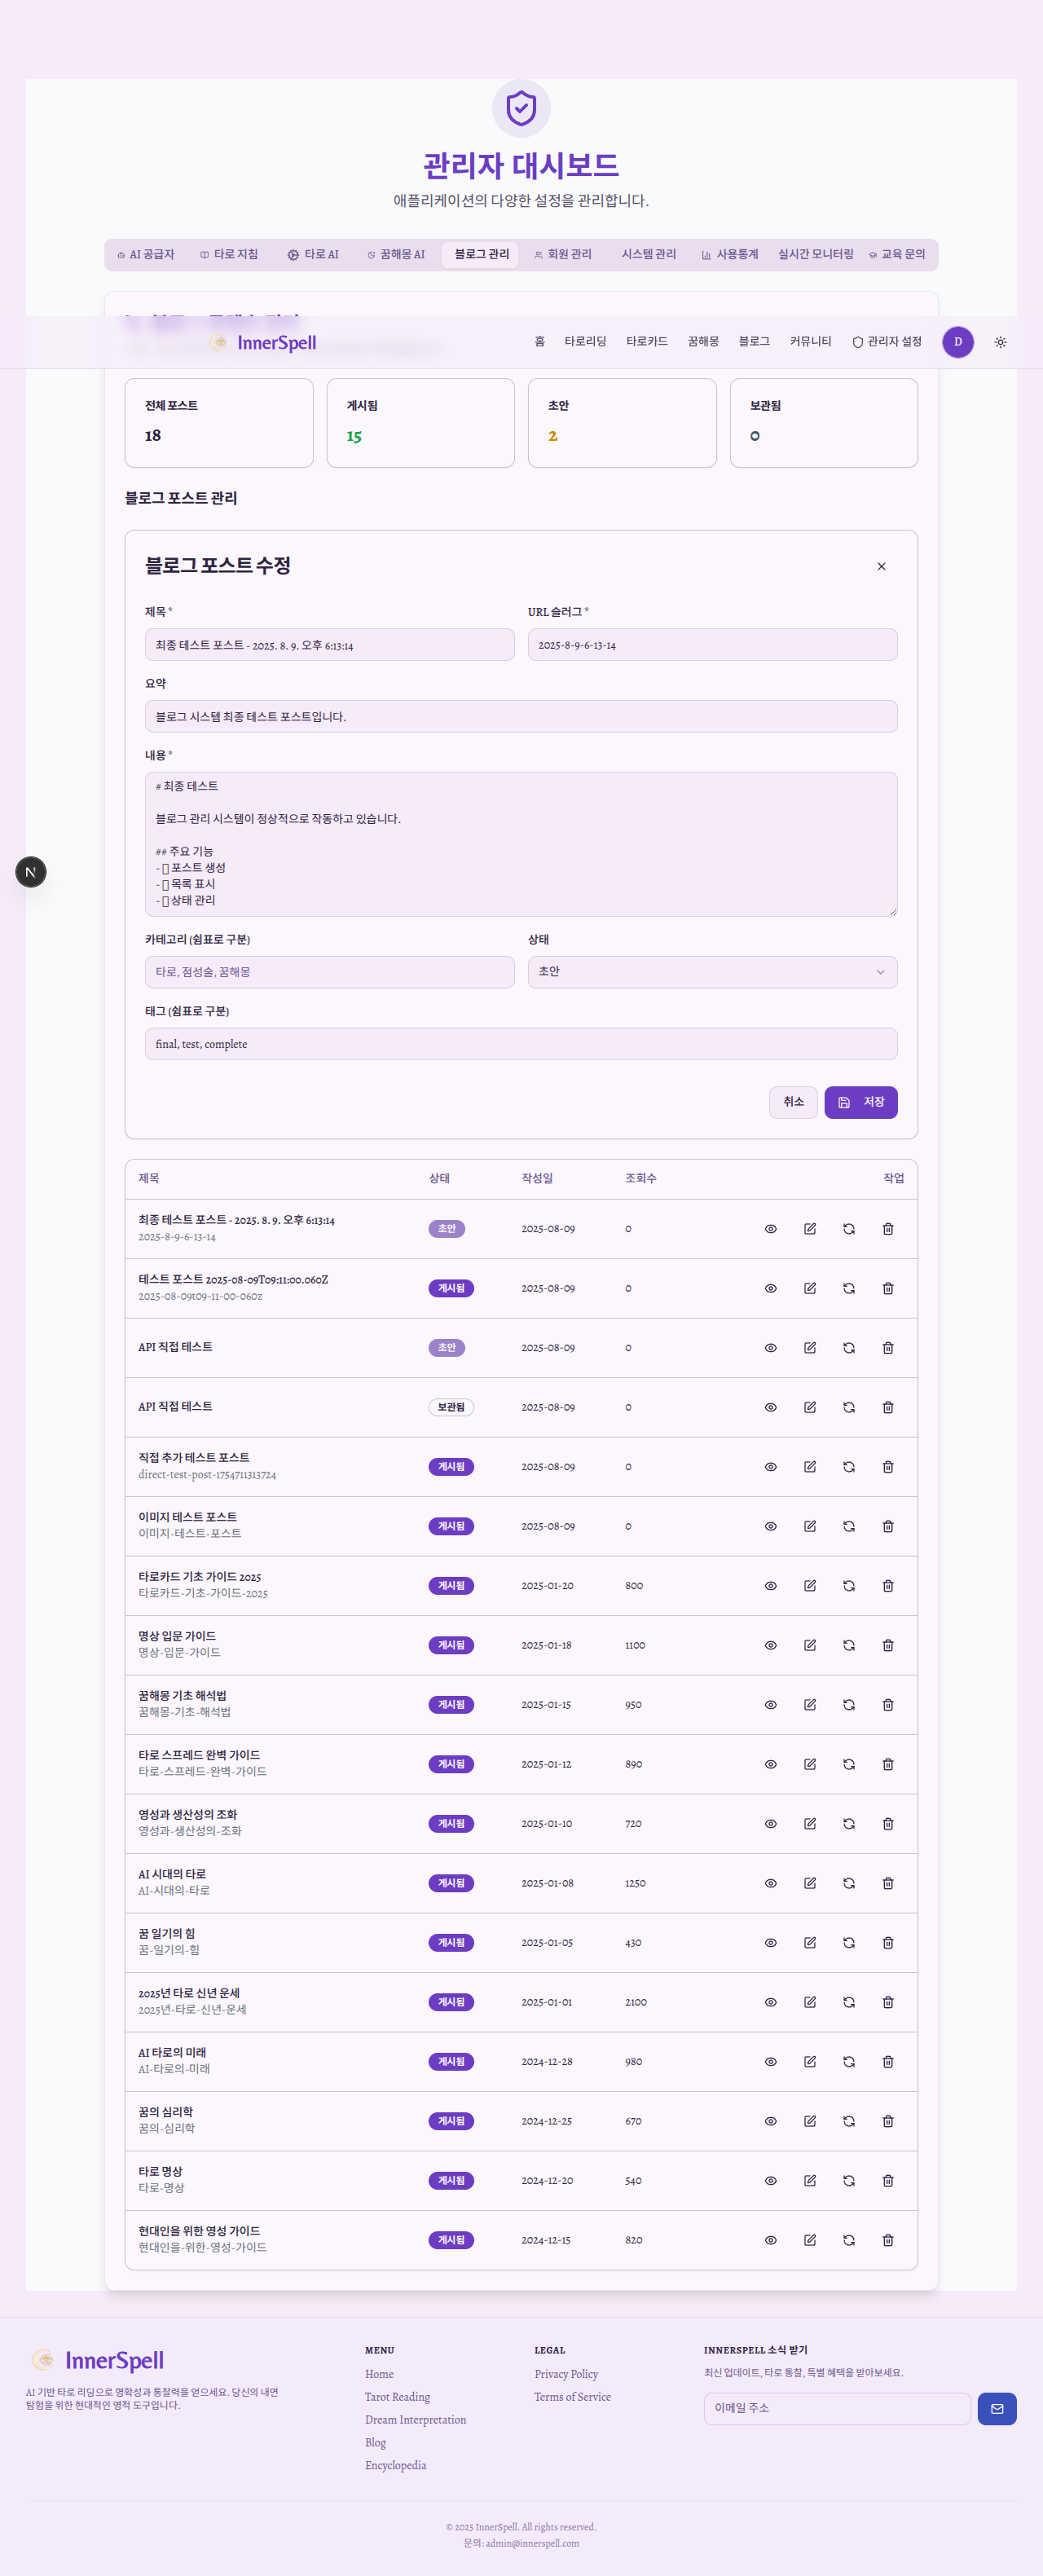 관리자 대시보드
애플리케이션의 다양한 설정을 관리합니다.
AI 공급자 타로 지침 타로 AI 꿈해몽 AI 블로그 관리 회원 관리 시스템 관리 사용통계 실시간 모니터링 교육 문의
InnerSpell 홈 타로리딩 타로카드 꿈해몽 블로그 커뮤니티 관리자 설정 D
전체 포스트 게시됨 초안 보관됨
18 15 2 0
블로그 포스트 관리
블로그 포스트 수정
제목 * URL 슬러그 *
최종 테스트 포스트 - 2025. 8. 9. 오후 6:13:14 2025-8-9-6-13-14
요약
블로그 시스템 최종 테스트 포스트입니다.
내용 *
# 최종 테스트
블로그 관리 시스템이 정상적으로 작동하고 있습니다.
## 주요 기능
- 포스트 생성
- 목록 표시
- 상태 관리
카테고리 (쉼표로 구분) 상태
타로, 점성술, 꿈해몽 초안
태그 (쉼표로 구분)
final, test, complete
취소 저장
제목 상태 작성일 조회수 작업
최종 테스트 포스트 - 2025. 8. 9. 오후 6:13:14 초안 2025-08-09 0
2025-8-9-6-13-14
테스트 포스트 2025-08-09T09:11:00.060Z 게시됨 2025-08-09 0
2025-08-09t09-11-00-060z
API 직접 테스트 초안 2025-08-09 0
API 직접 테스트 보관됨 2025-08-09 0
직접 추가 테스트 포스트 게시됨 2025-08-09 0
direct-test-post-1754711313724
이미지 테스트 포스트 게시됨 2025-08-09 0
이미지-테스트-포스트
타로카드 기초 가이드 2025 게시됨 2025-01-20 800
타로카드-기초-가이드-2025
명상 입문 가이드 게시됨 2025-01-18 1100
명상-입문-가이드
꿈해몽 기초 해석법 게시됨 2025-01-15 950
꿈해몽-기초-해석법
타로 스프레드 완벽 가이드 게시됨 2025-01-12 890
타로-스프레드-완벽-가이드
영성과 생산성의 조화 게시됨 2025-01-10 720
영성과-생산성의-조화
AI 시대의 타로 게시됨 2025-01-08 1250
AI-시대의-타로
꿈 일기의 힘 게시됨 2025-01-05 430
꿈-일기의-힘
2025년 타로 신년 운세 게시됨 2025-01-01 2100
2025년-타로-신년-운세
AI 타로의 미래 게시됨 2024-12-28 980
AI-타로의-미래
꿈의 심리학 게시됨 2024-12-25 670
꿈의-심리학
타로 명상 게시됨 2024-12-20 540
타로-명상
현대인을 위한 영성 가이드 게시됨 2024-12-15 820
현대인을-위한-영성-가이드
InnerSpell
AI 기반 타로 리딩으로 명확성과 통찰력을 얻으세요. 당신의 내면
탐험을 위한 현대적인 영적 도구입니다.
MENU
Home
Tarot Reading
Dream Interpretation
Blog
Encyclopedia
LEGAL
Privacy Policy
Terms of Service
INNERSPELL 소식 받기
최신 업데이트, 타로 통찰, 특별 혜택을 받아보세요.
이메일 주소
© 2025 InnerSpell. All rights reserved.
문의: admin@innerspell.com